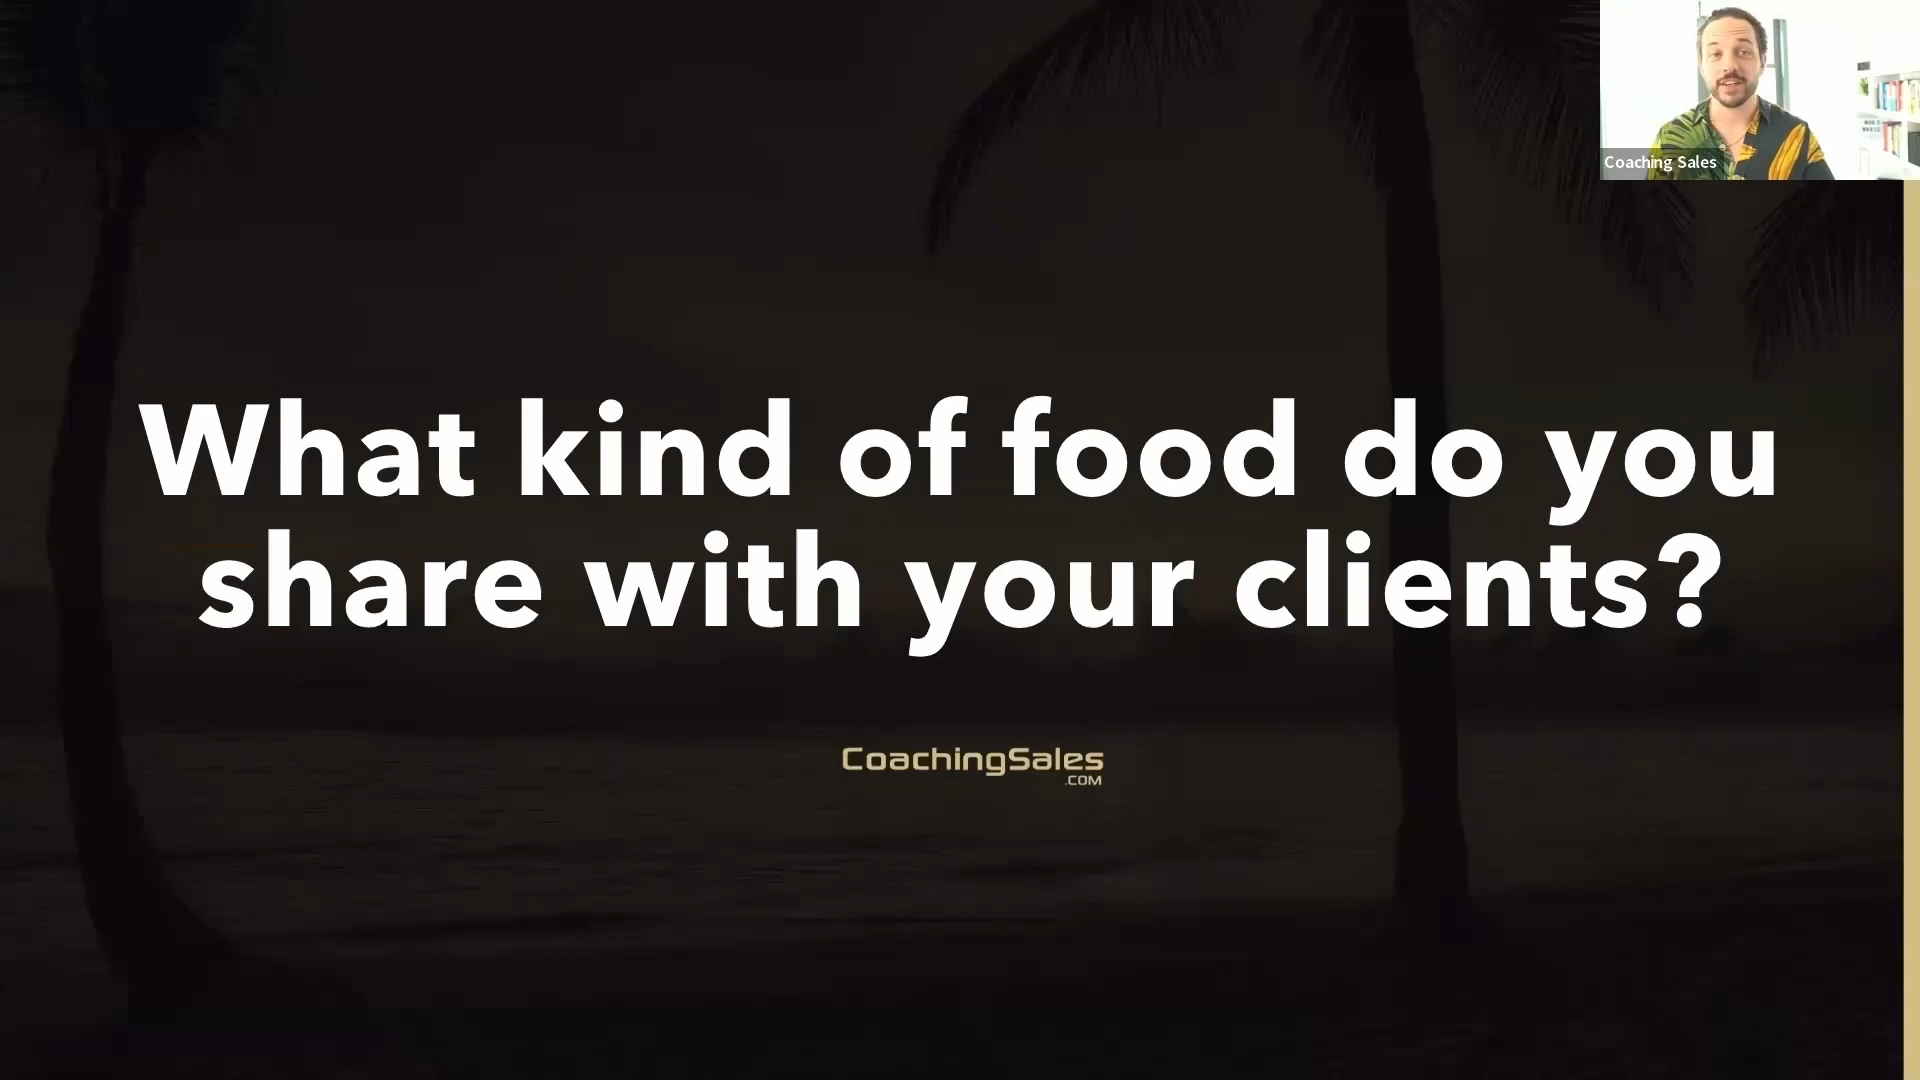 Coaching Sales
What kind of food do you
share with your clients?
CoachingSales
.COM